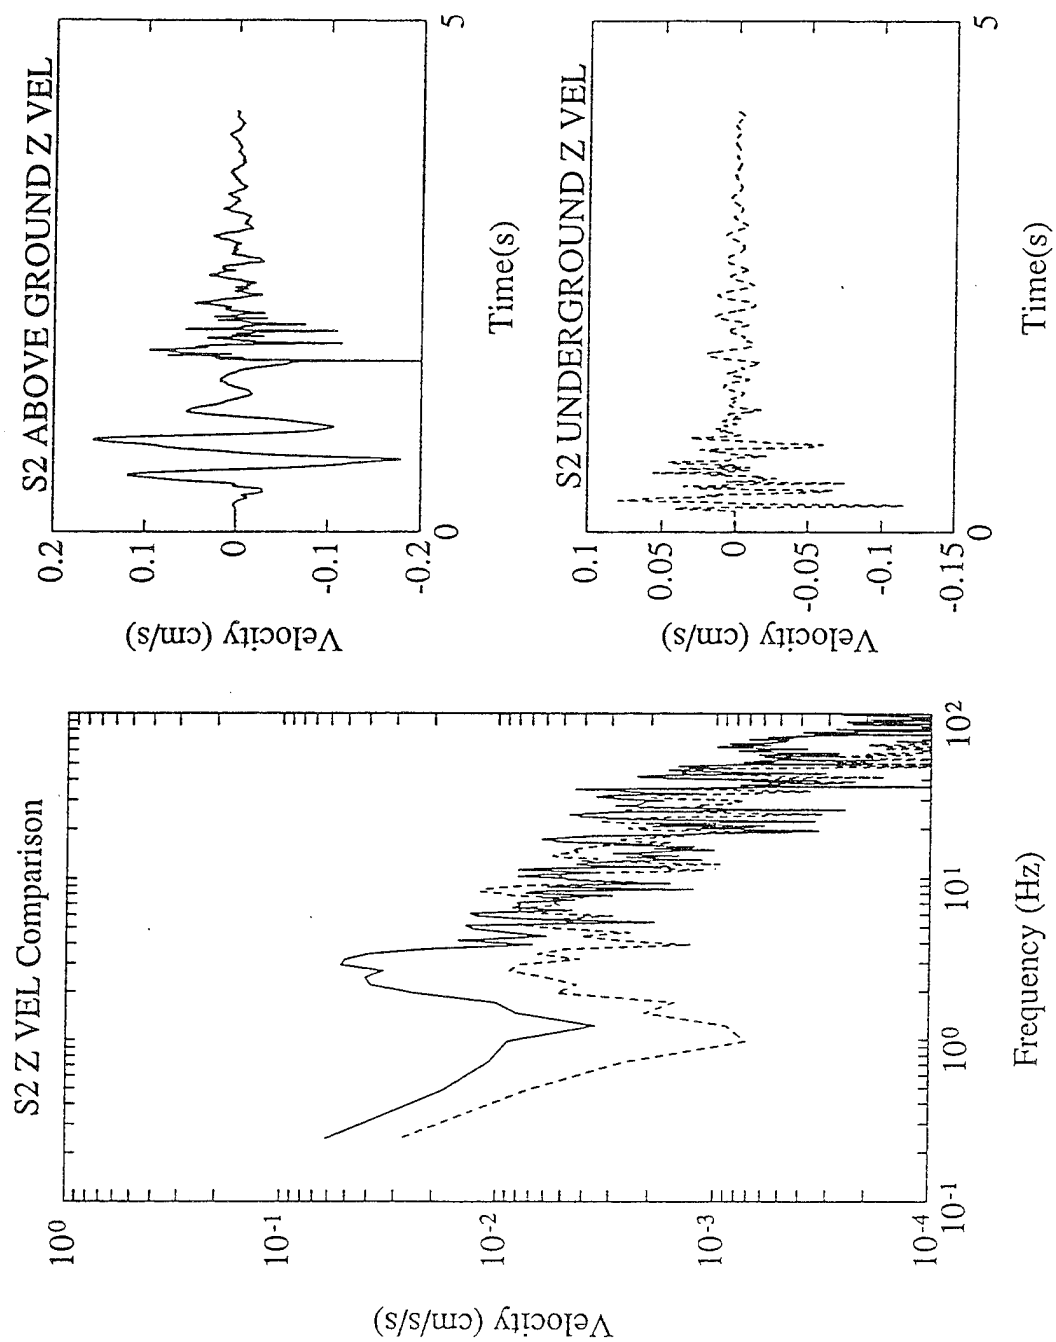 S2 Z VEL Comparison
10^0
10^-1
10^-2
10^-3
10^-4
Velocity (cm/s/s)
10^-1
10^0
10^1
10^2
Frequency (Hz)
S2 ABOVE GROUND Z VEL
0.2
0.1
0
-0.1
-0.2
Velocity (cm/s)
0
5
Time(s)
S2 UNDERGROUND Z VEL
0.1
0.05
0
-0.05
-0.1
-0.15
Velocity (cm/s)
0
5
Time(s)